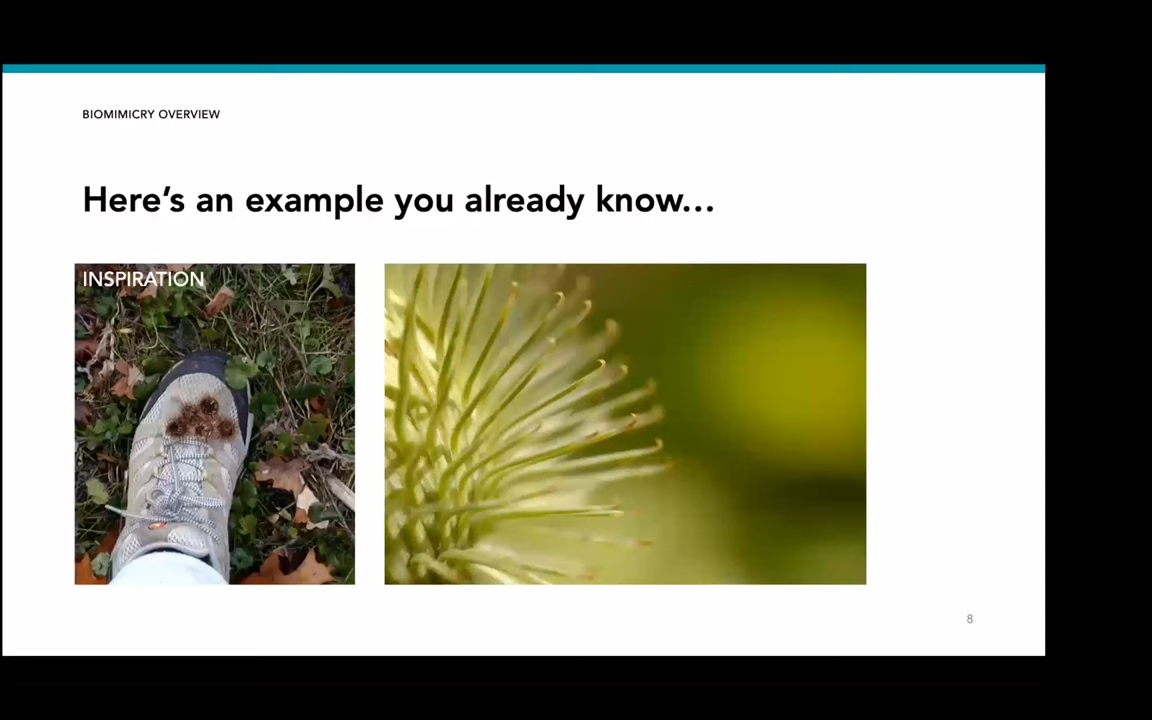 BIOMIMICRY OVERVIEW
Here’s an example you already know…
INSPIRATION
8